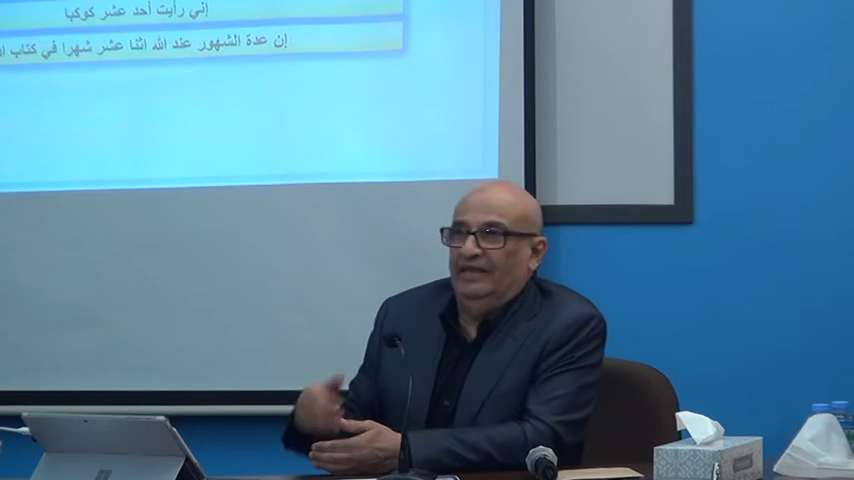 إني رأيت أحد عشر كوكبا
إن عدة الشهور عند الله اثنا عشر شهرا في كتاب